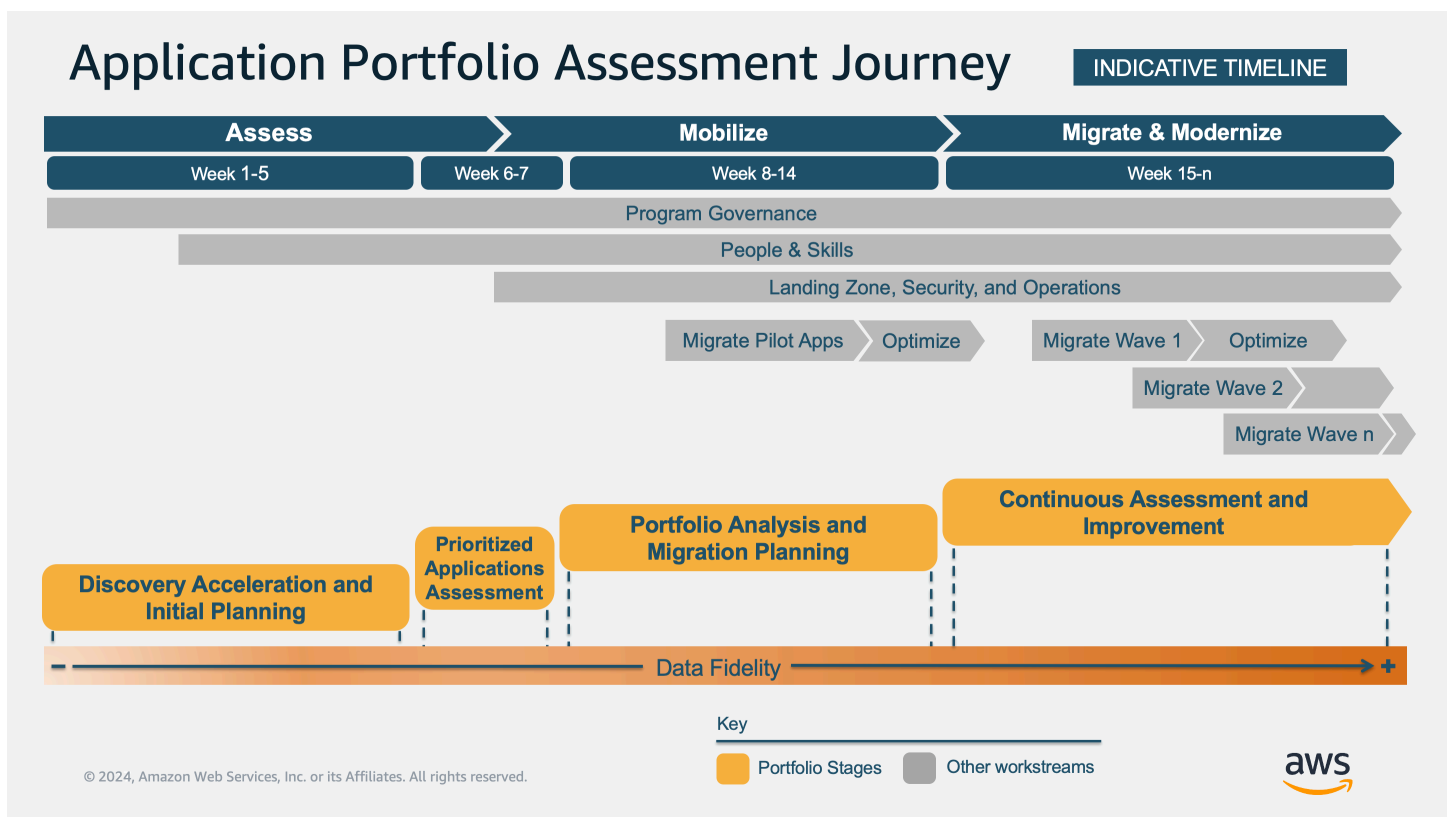 Application Portfolio Assessment Journey
INDICATIVE TIMELINE
Assess
Mobilize
Migrate & Modernize
Week 1-5
Week 6-7
Week 8-14
Week 15-n
Program Governance
People & Skills
Landing Zone, Security, and Operations
Migrate Pilot Apps
Optimize
Migrate Wave 1
Optimize
Migrate Wave 2
Migrate Wave n
Continuous Assessment and
Improvement
Portfolio Analysis and
Migration Planning
Prioritized
Applications
Assessment
Discovery Acceleration and
Initial Planning
Data Fidelity
Key
Portfolio Stages
Other workstreams
© 2024, Amazon Web Services, Inc. or its Affiliates. All rights reserved.
aws